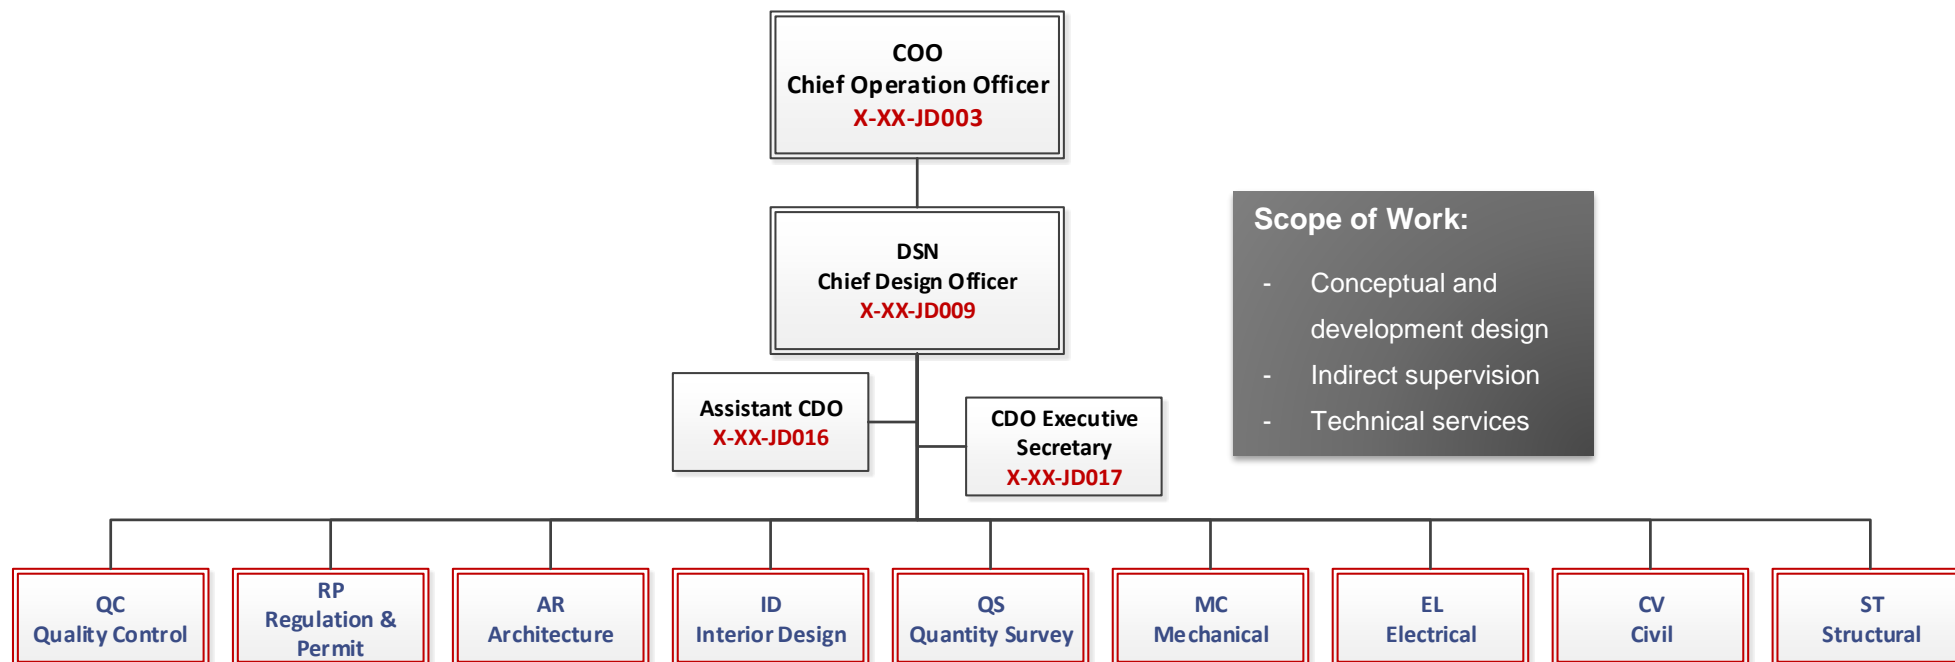 COO
Chief Operation Officer
X-XX-JD003
DSN
Chief Design Officer
X-XX-JD009
Scope of Work:
- Conceptual and
development design
- Indirect supervision
- Technical services
Assistant CDO
X-XX-JD016
CDO Executive
Secretary
X-XX-JD017
QC
Quality Control
RP
Regulation &
Permit
AR
Architecture
ID
Interior Design
QS
Quantity Survey
MC
Mechanical
EL
Electrical
CV
Civil
ST
Structural